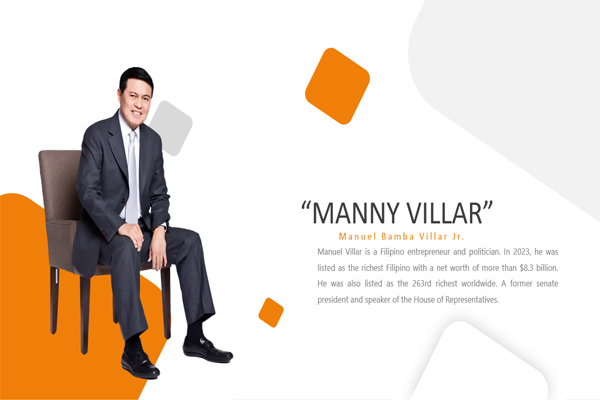 “MANNY VILLAR”
Manuel Bamba Villar Jr.
Manuel Villar is a Filipino entrepreneur and politician. In 2023, he was
listed as the richest Filipino with a net worth of more than $8.3 billion.
He was also listed as the 263rd richest worldwide. A former senate
president and speaker of the House of Representatives.